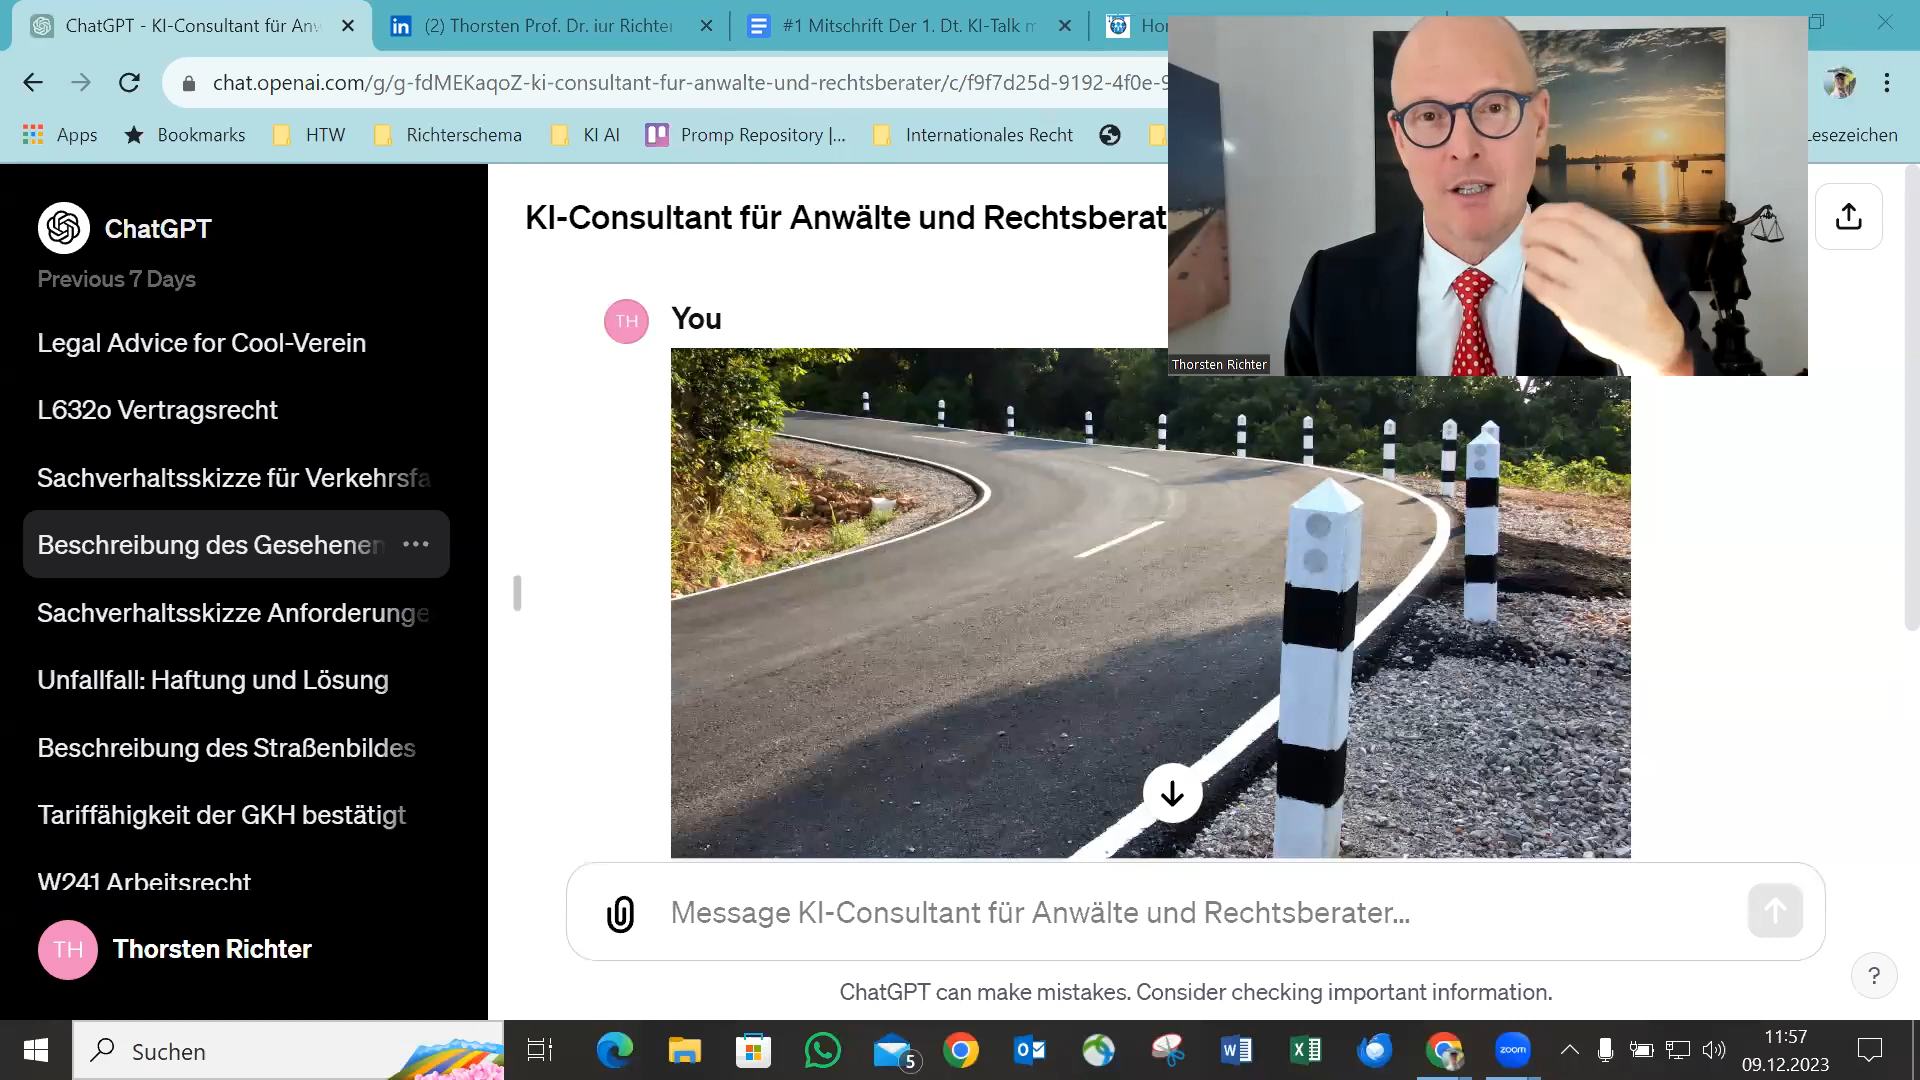 ChatGPT - KI-Consultant für Anw
(2) Thorsten Prof. Dr. iur Richter
#1 Mitschrift Der 1. Dt. KI-Talk m
Hor
chat.openai.com/g/g-fdMEKaqoZ-ki-consultant-fur-anwalte-und-rechtsberater/c/f9f7d25d-9192-4f0e-9
Apps
Bookmarks
HTW
Richterschema
KI AI
Promp Repository |...
Internationales Recht
Lesezeichen
ChatGPT
Previous 7 Days
Legal Advice for Cool-Verein
L632o Vertragsrecht
Sachverhaltsskizze für Verkehrsfa
Beschreibung des Gesehenen
Sachverhaltsskizze Anforderunge
Unfallfall: Haftung und Lösung
Beschreibung des Straßenbildes
Tariffähigkeit der GKH bestätigt
W241 Arbeitsrecht
TH
Thorsten Richter
KI-Consultant für Anwälte und Rechtsberat
TH
You
Thorsten Richter
Message KI-Consultant für Anwälte und Rechtsberater...
ChatGPT can make mistakes. Consider checking important information.
?
Suchen
5
zoom
11:57
09.12.2023